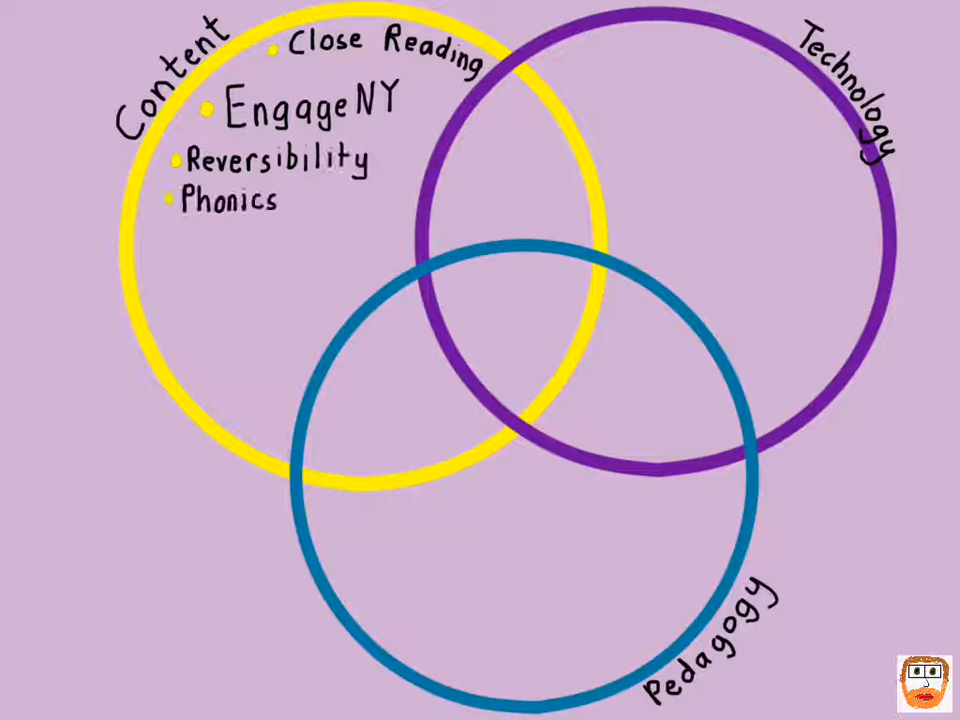 Content
Close Reading
EngageNY
Reversibility
Phonics
Technology
Pedagogy